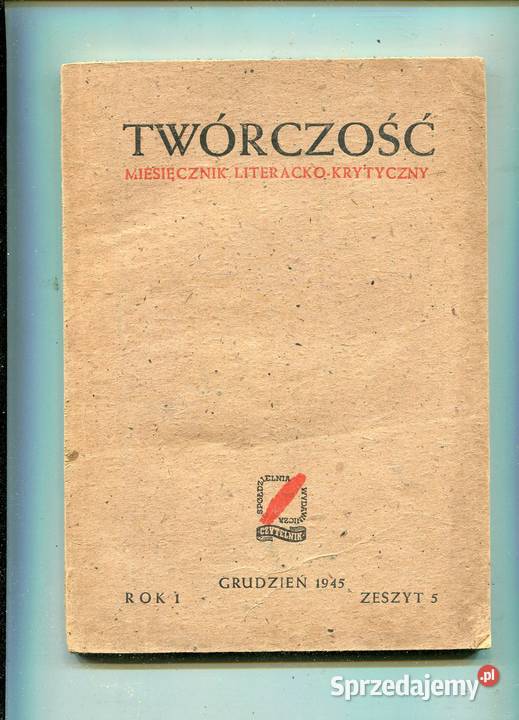 TWÓRCZOŚĆ
MIESIĘCZNIK LITERACKO-KRYTYCZNY
SPÓŁDZIELNIA WYDAWNICZA
CZYTELNIK
GRUDZIEŃ 1945
ROK I ZESZYT 5
Sprzedajemy.pl